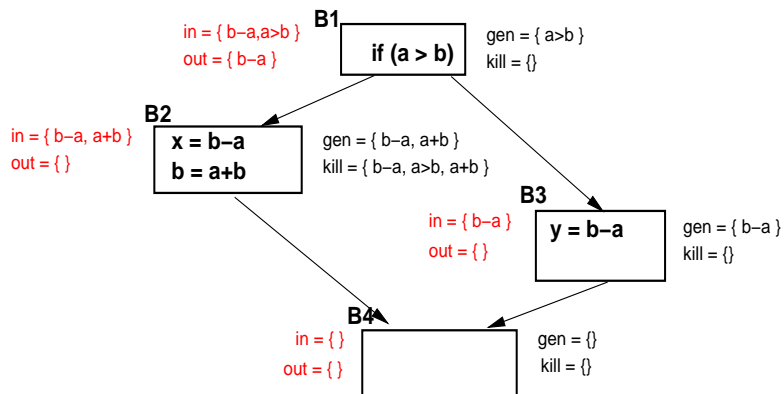 B1
in = { b−a,a>b }
out = { b−a }
if (a > b)
gen = { a>b }
kill = {}
B2
in = { b−a, a+b }
out = { }
x = b−a
b = a+b
gen = { b−a, a+b }
kill = { b−a, a>b, a+b }
B3
in = { b−a }
out = { }
y = b−a
gen = { b−a }
kill = {}
B4
in = { }
out = { }
gen = {}
kill = {}